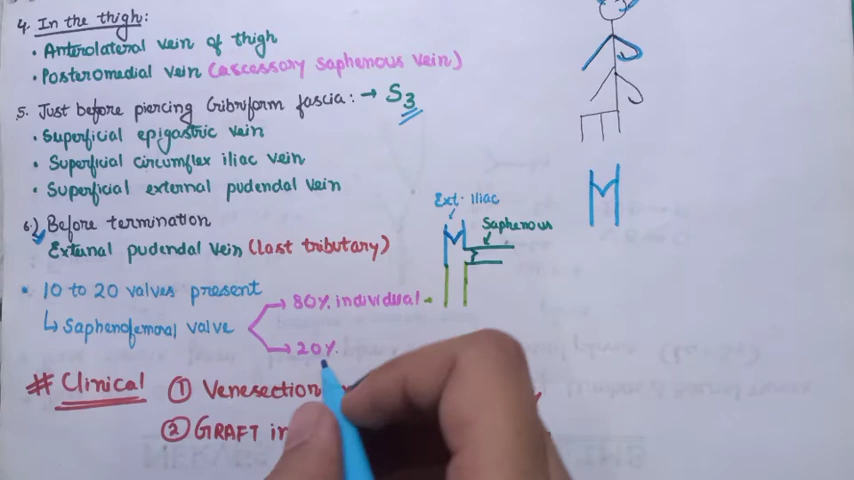 4. In the thigh:
• Anterolateral vein of thigh
• Posteromedial vein (ascessory saphenous vein)
5. Just before piercing Cribriform fascia: → S3
• Superficial epigastric vein
• Superficial circumflex iliac vein
• Superficial external pudendal vein
6.) Before termination
External pudendal vein (last tributary)
Ext. iliac
Saphenous
• 10 to 20 valves present
↳ Saphenofemoral valve
→ 80% individual
→ 20%
# Clinical ① Venesection
② GRAFT in